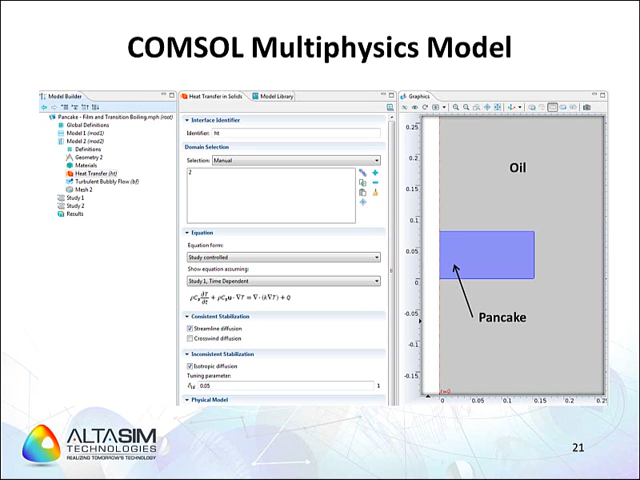 COMSOL Multiphysics Model
Model Builder
Pancake - Film and Transition Boiling.mph (root)
Global Definitions
Model 1 (mod1)
Model 2 (mod2)
Definitions
Geometry 2
Materials
Heat Transfer (ht)
Turbulent Bubbly Flow (bf)
Mesh 2
Study 1
Study 2
Results
Heat Transfer in Solids
Model Library
Interface Identifier
Identifier: ht
Domain Selection
Selection: Manual
2
Equation
Equation form:
Study controlled
Show equation assuming:
Study 1, Time Dependent
ρCp ∂T/∂t + ρCp u · ∇T = ∇ · (k∇T) + Q
Consistent Stabilization
Streamline diffusion
Crosswind diffusion
Inconsistent Stabilization
Isotropic diffusion
Tuning parameter:
δid 0.05 1
Physical Model
Graphics
0.25
0.2
0.15
0.1
0.05
0
-0.05
-0.1
-0.15
Oil
Pancake
r=0
0 0.05 0.1 0.15 0.2 0.25
ALTASIM
TECHNOLOGIES
REALIZING TOMORROW'S TECHNOLOGY
21